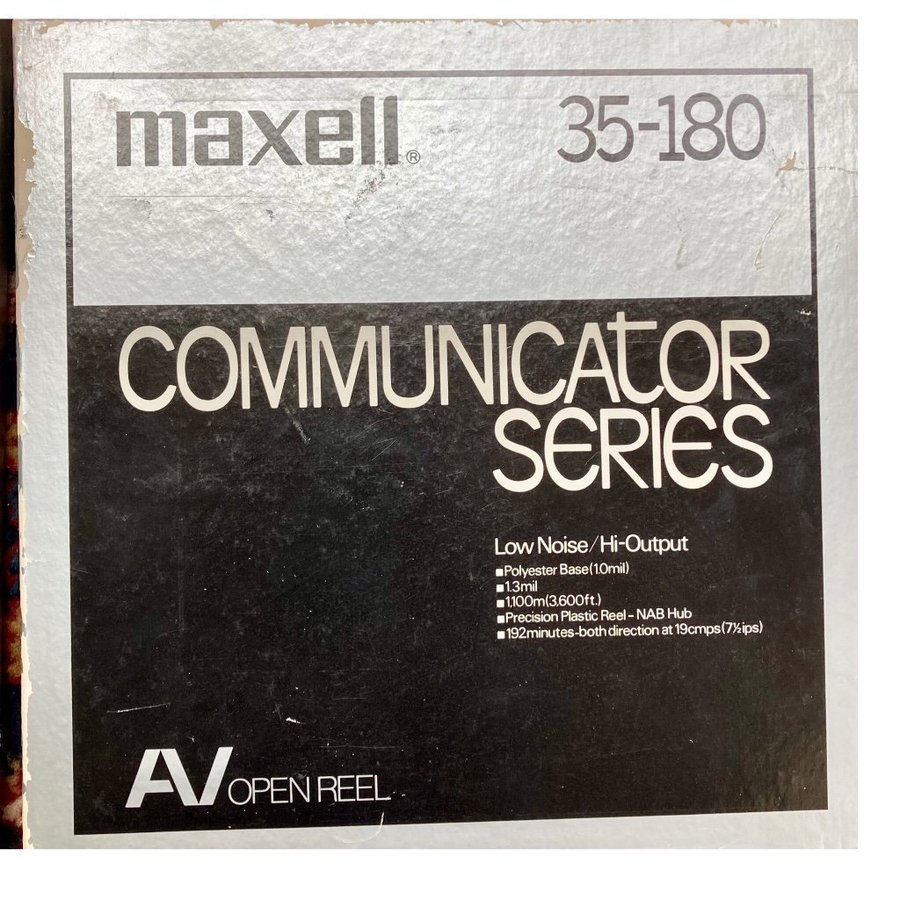 maxell®
35-180
COMMUNICATOR
SERIES
Low Noise/Hi-Output
■Polyester Base(1.0mil)
■1.3mil
■1,100m(3,600ft.)
■Precision Plastic Reel-NAB Hub
■192minutes-both direction at 19cmps(7½ips)
AV OPEN REEL